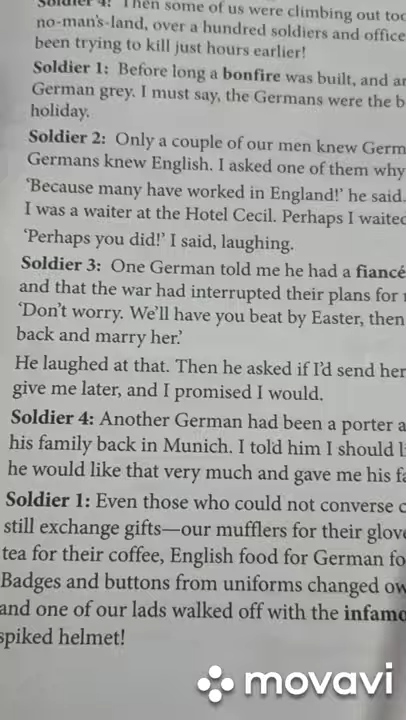 Soldier 4: Then some of us were climbing out too
no-man's-land, over a hundred soldiers and office
been trying to kill just hours earlier!
Soldier 1: Before long a bonfire was built, and
German grey. I must say, the Germans were the b
holiday.
Soldier 2: Only a couple of our men knew Germ
Germans knew English. I asked one of them why
'Because many have worked in England!' he said.
I was a waiter at the Hotel Cecil. Perhaps I waited
'Perhaps you did!' I said, laughing.
Soldier 3: One German told me he had a fiancé
and that the war had interrupted their plans for
'Don't worry. We'll have you beat by Easter, then
back and marry her.'
He laughed at that. Then he asked if I'd send her
give me later, and I promised I would.
Soldier 4: Another German had been a porter a
his family back in Munich. I told him I should l
he would like that very much and gave me his fa
Soldier 1: Even those who could not converse c
still exchange gifts—our mufflers for their glove
tea for their coffee, English food for German fo
Badges and buttons from uniforms changed ow
and one of our lads walked off with the infamo
spiked helmet!
movavi